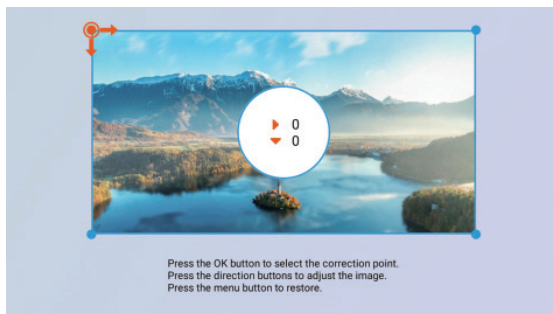 0
0
Press the OK button to select the correction point.
Press the direction buttons to adjust the image.
Press the menu button to restore.